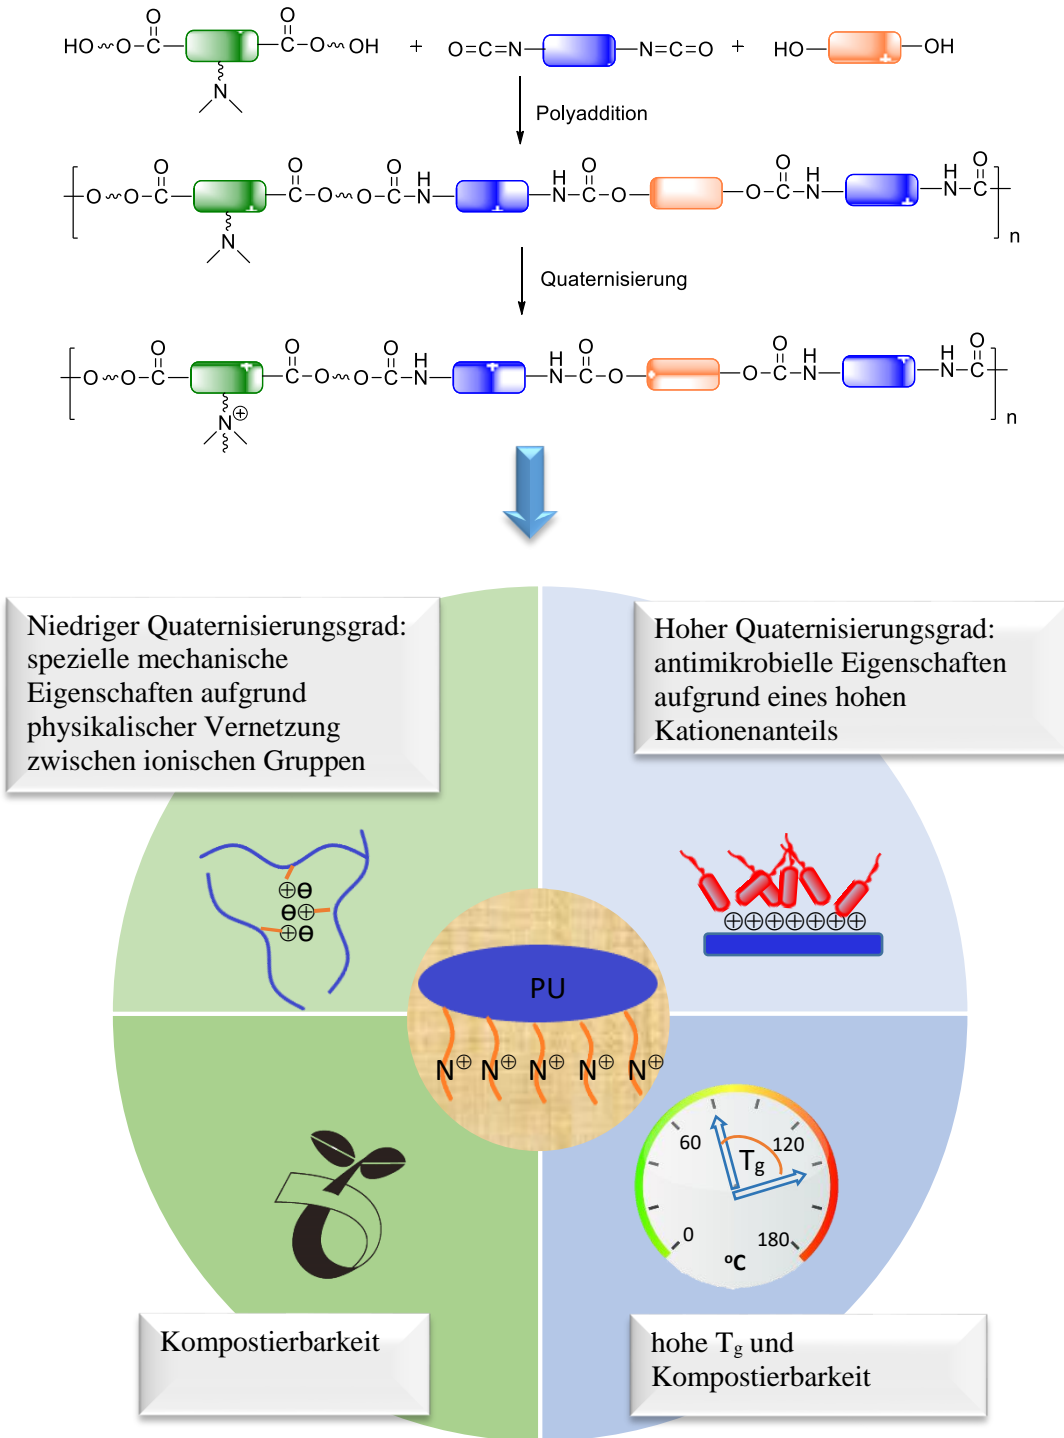 HO O C O C O OH + O=C=N N=C=O + HO OH
N
Polyaddition
O O C O C O O C O N H N H C O O O C O N H N H C O n
N
Quaternisierung
O O C O C O O C O N H N H C O O O C O N H N H C O n
N⊕
Niedriger Quaternisierungsgrad:
spezielle mechanische
Eigenschaften aufgrund
physikalischer Vernetzung
zwischen ionischen Gruppen
Hoher Quaternisierungsgrad:
antimikrobielle Eigenschaften
aufgrund eines hohen
Kationenanteils
⊕ɵ
ɵ⊕
⊕ɵ
⊕⊕⊕⊕⊕⊕⊕
PU
N⊕ N⊕ N⊕ N⊕ N⊕
60 120
Tg
0 180
ºC
Kompostierbarkeit
hohe Tg und
Kompostierbarkeit